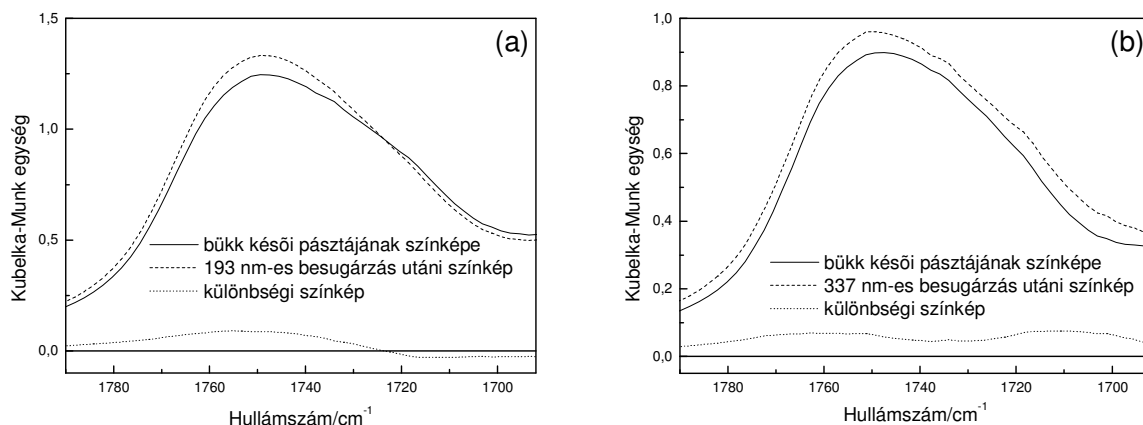 (a)
Kubelka-Munk egység
1,5
1,0
0,5
0,0
bükk késõi pásztájának színképe
193 nm-es besugárzás utáni színkép
különbségi színkép
1780 1760 1740 1720 1700
Hullámszám/cm-1
(b)
Kubelka-Munk egység
1,0
0,8
0,6
0,4
0,2
0,0
bükk késõi pásztájának színképe
337 nm-es besugárzás utáni színkép
különbségi színkép
1780 1760 1740 1720 1700
Hullámszám/cm-1